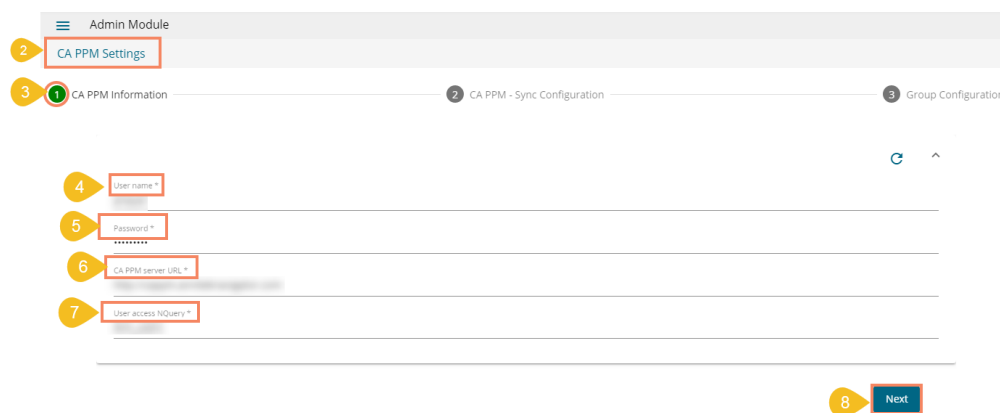 Admin Module
2 CA PPM Settings
3 1 CA PPM Information 2 CA PPM - Sync Configuration 3 Group Configuration
4 User name *
5 Password *
•••••••••
6 CA PPM server URL *
7 User access NQuery *
8 Next